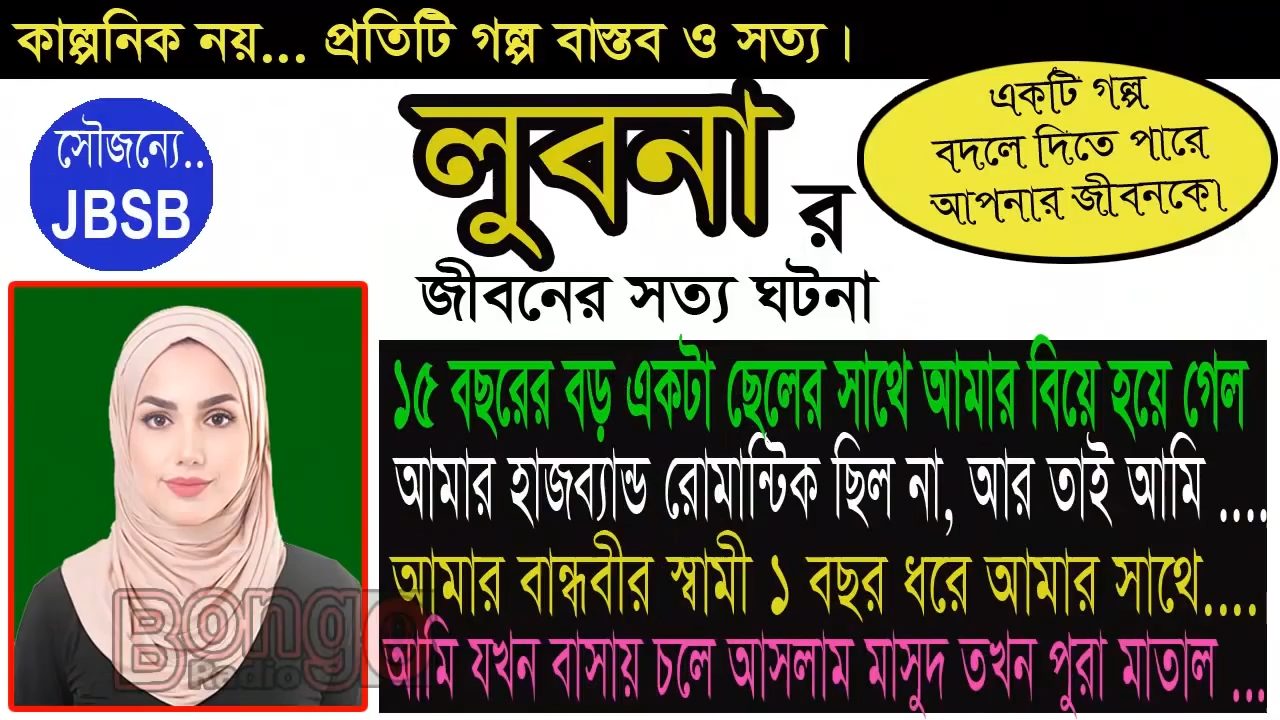 কাল্পনিক নয়... প্রতিটি গল্প বাস্তব ও সত্য।
সৌজন্যে..
JBSB
লুবনা র
জীবনের সত্য ঘটনা
একটি গল্প
বদলে দিতে পারে
আপনার জীবনকে।
১৫ বছরের বড় একটা ছেলের সাথে আমার বিয়ে হয়ে গেল
আমার হাজব্যান্ড রোমান্টিক ছিল না, আর তাই আমি ....
আমার বান্ধবীর স্বামী ১ বছর ধরে আমার সাথে....
আমি যখন বাসায় চলে আসলাম মাসুদ তখন পুরা মাতাল ...
Bongo
Radio